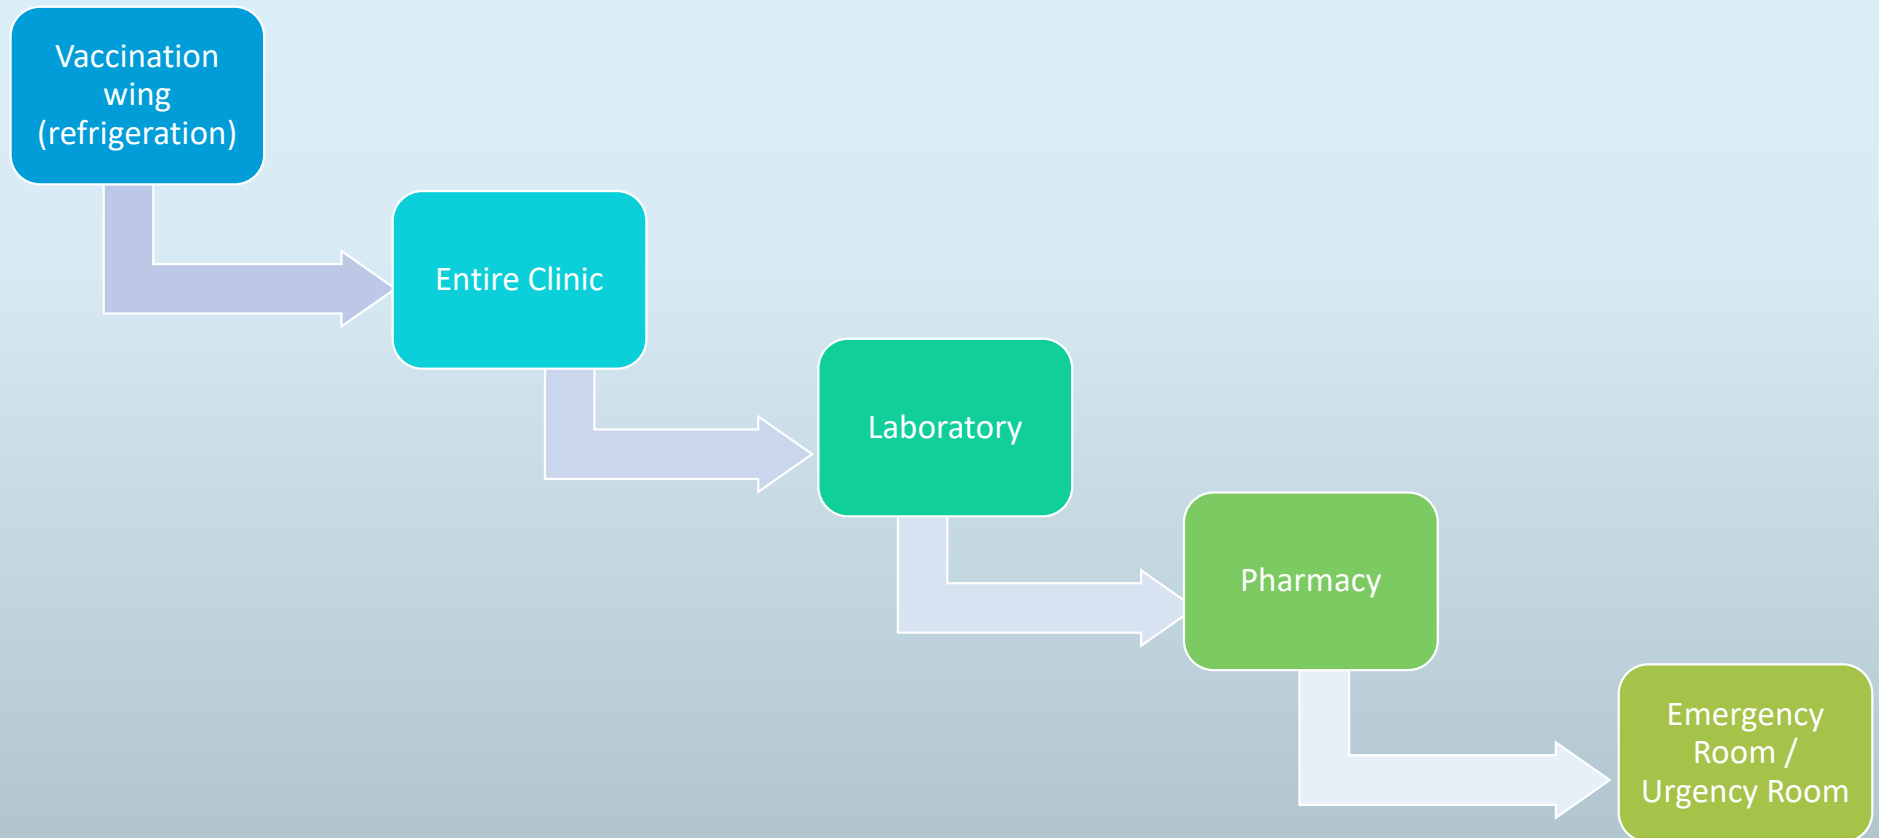 Vaccination
wing
(refrigeration)
Entire Clinic
Laboratory
Pharmacy
Emergency
Room /
Urgency Room